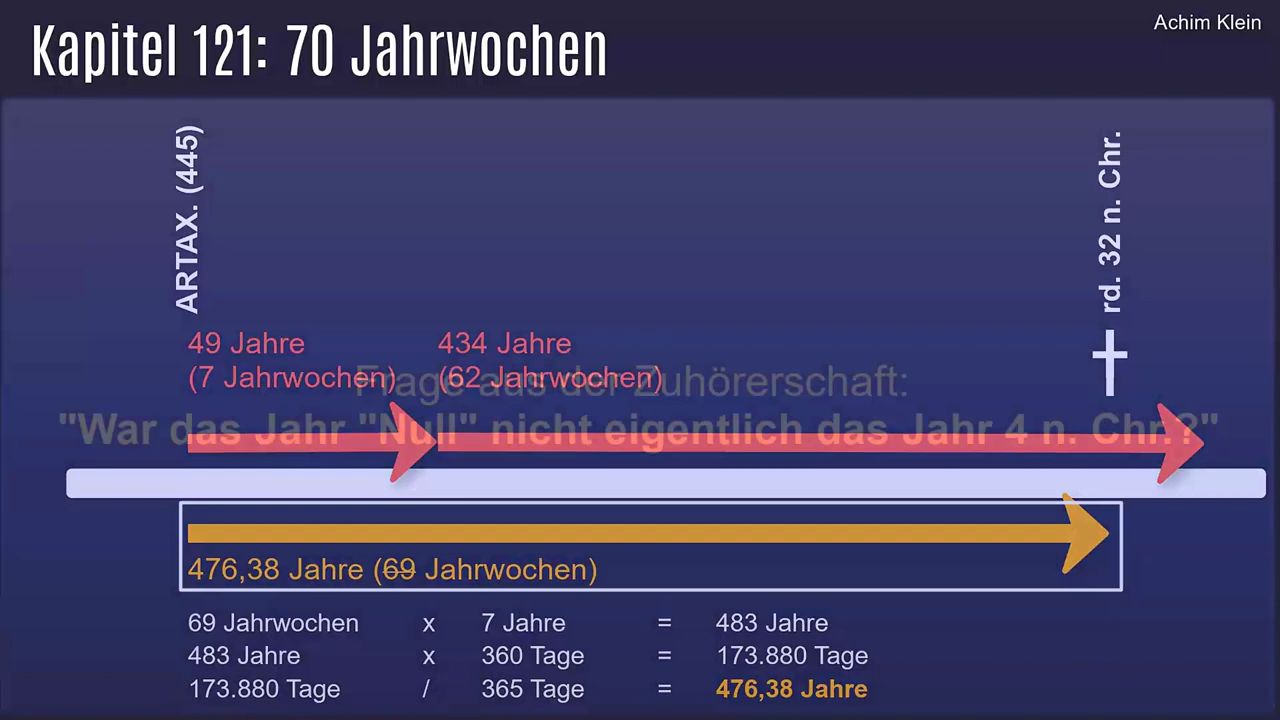 Kapitel 121: 70 Jahrwochen
Achim Klein
ARTAX. (445)
rd. 32 n. Chr.
49 Jahre
(7 Jahrwochen)
434 Jahre
(62 Jahrwochen)
Frage aus der Zuhörerschaft:
"War das Jahr "Null" nicht eigentlich das Jahr 4 n. Chr.?"
476,38 Jahre (69 Jahrwochen)
69 Jahrwochen x 7 Jahre = 483 Jahre
483 Jahre x 360 Tage = 173.880 Tage
173.880 Tage / 365 Tage = 476,38 Jahre